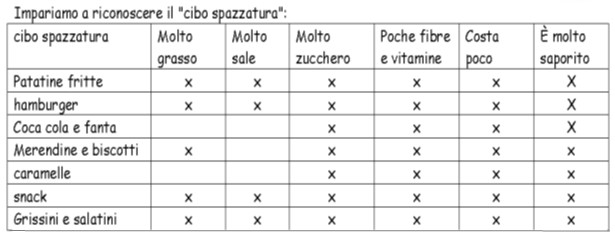 Impariamo a riconoscere il "cibo spazzatura":
cibo spazzatura Molto grasso Molto sale Molto zucchero Poche fibre e vitamine Costa poco È molto saporito
Patatine fritte x x x x x X
hamburger x x x x x X
Coca cola e fanta x x x X
Merendine e biscotti x x x x x
caramelle x x x x
snack x x x x x x
Grissini e salatini x x x x x x